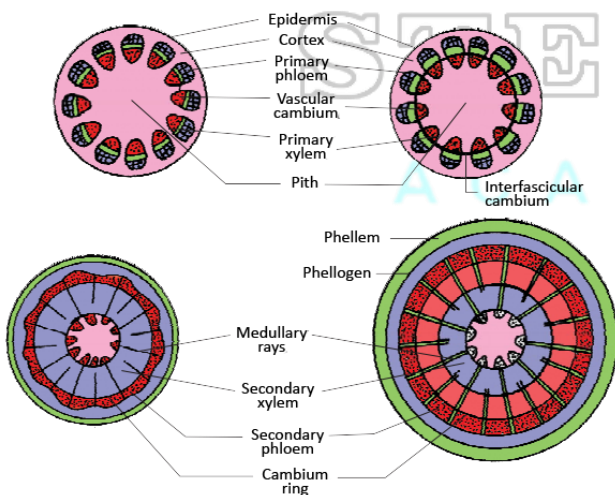 STE
Epidermis
Cortex
Primary
phloem
Vascular
cambium
Primary
xylem
Pith
A C A
Interfascicular
cambium
Phellem
Phellogen
Medullary
rays
Secondary
xylem
Secondary
phloem
Cambium
ring